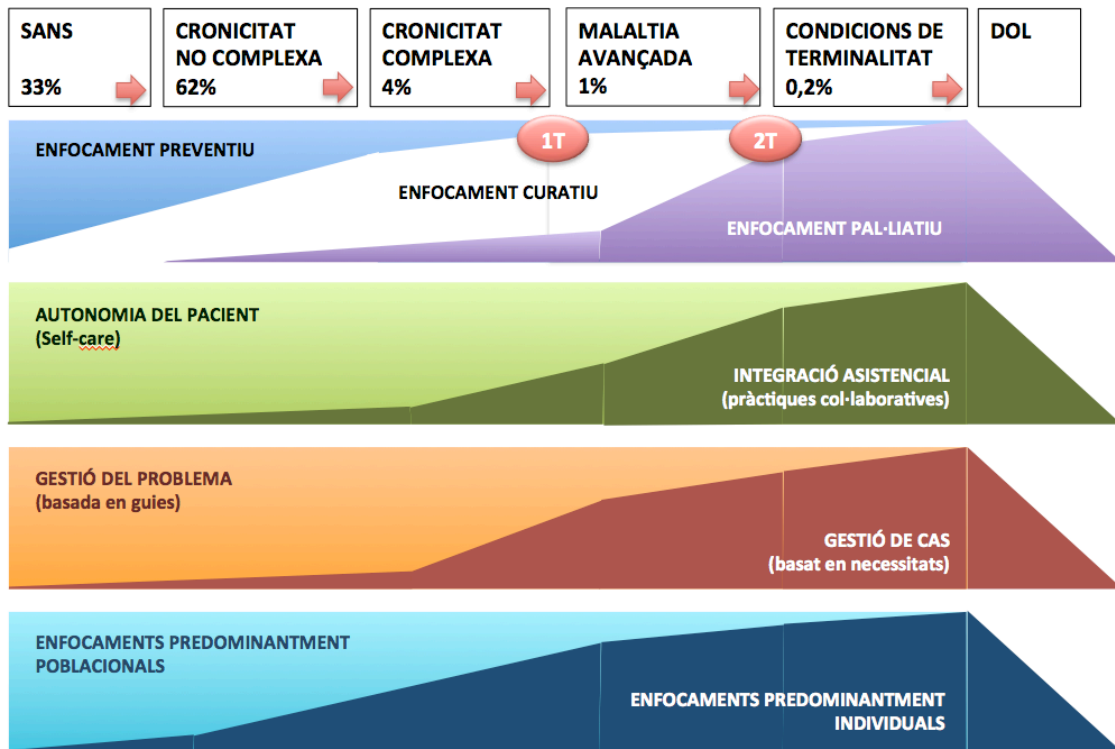 SANS
33%
CRONICITAT
NO COMPLEXA
62%
CRONICITAT
COMPLEXA
4%
MALALTIA
AVANÇADA
1%
CONDICIONS DE
TERMINALITAT
0,2%
DOL
ENFOCAMENT PREVENTIU
1T
2T
ENFOCAMENT CURATIU
ENFOCAMENT PAL·LIATIU
AUTONOMIA DEL PACIENT
(Self-care)
INTEGRACIÓ ASISTENCIAL
(pràctiques col·laboratives)
GESTIÓ DEL PROBLEMA
(basada en guies)
GESTIÓ DE CAS
(basat en necessitats)
ENFOCAMENTS PREDOMINANTMENT
POBLACIONALS
ENFOCAMENTS PREDOMINANTMENT
INDIVIDUALS